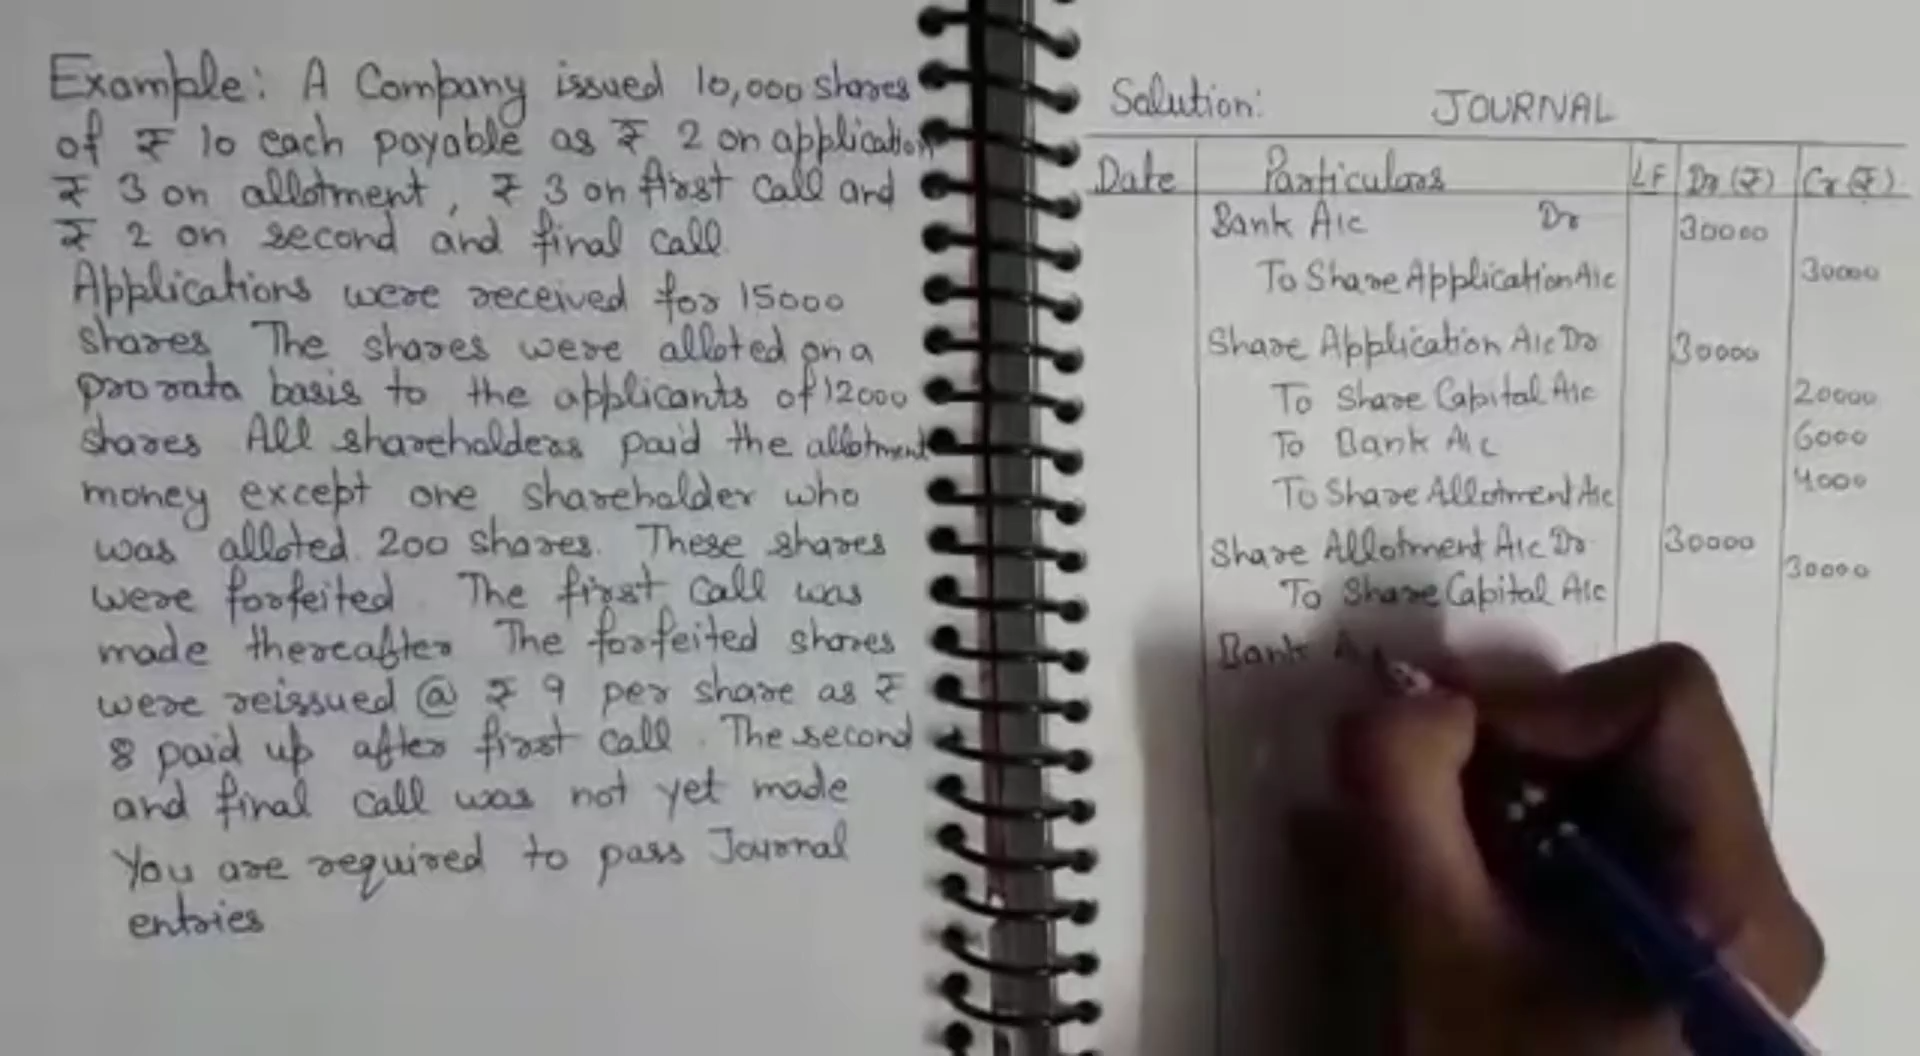 Example: A Company issued 10,000 shares
of ₹ 10 each payable as ₹ 2 on application
₹ 3 on allotment, ₹ 3 on first call and
₹ 2 on second and final call.
Applications were received for 15000
shares. The shares were alloted on a
pro rata basis to the applicants of 12000
shares All shareholders paid the allotment
money except one shareholder who
was alloted 200 shares. These shares
were forfeited. The first call was
made thereafter The forfeited shares
were reissued @ ₹ 9 per share as ₹
8 paid up after first call. The second
and final call was not yet made
You are required to pass Journal
entries
Solution: JOURNAL
Date Particulars LF Dr (₹) Cr (₹)
Bank A/c Dr 30000
To Share Application A/c 30000
Share Application A/c Dr 30000
To Share Capital A/c 20000
To Bank A/c 6000
To Share Allotment A/c 4000
Share Allotment A/c Dr 30000
To Share Capital A/c 30000
Bank A/